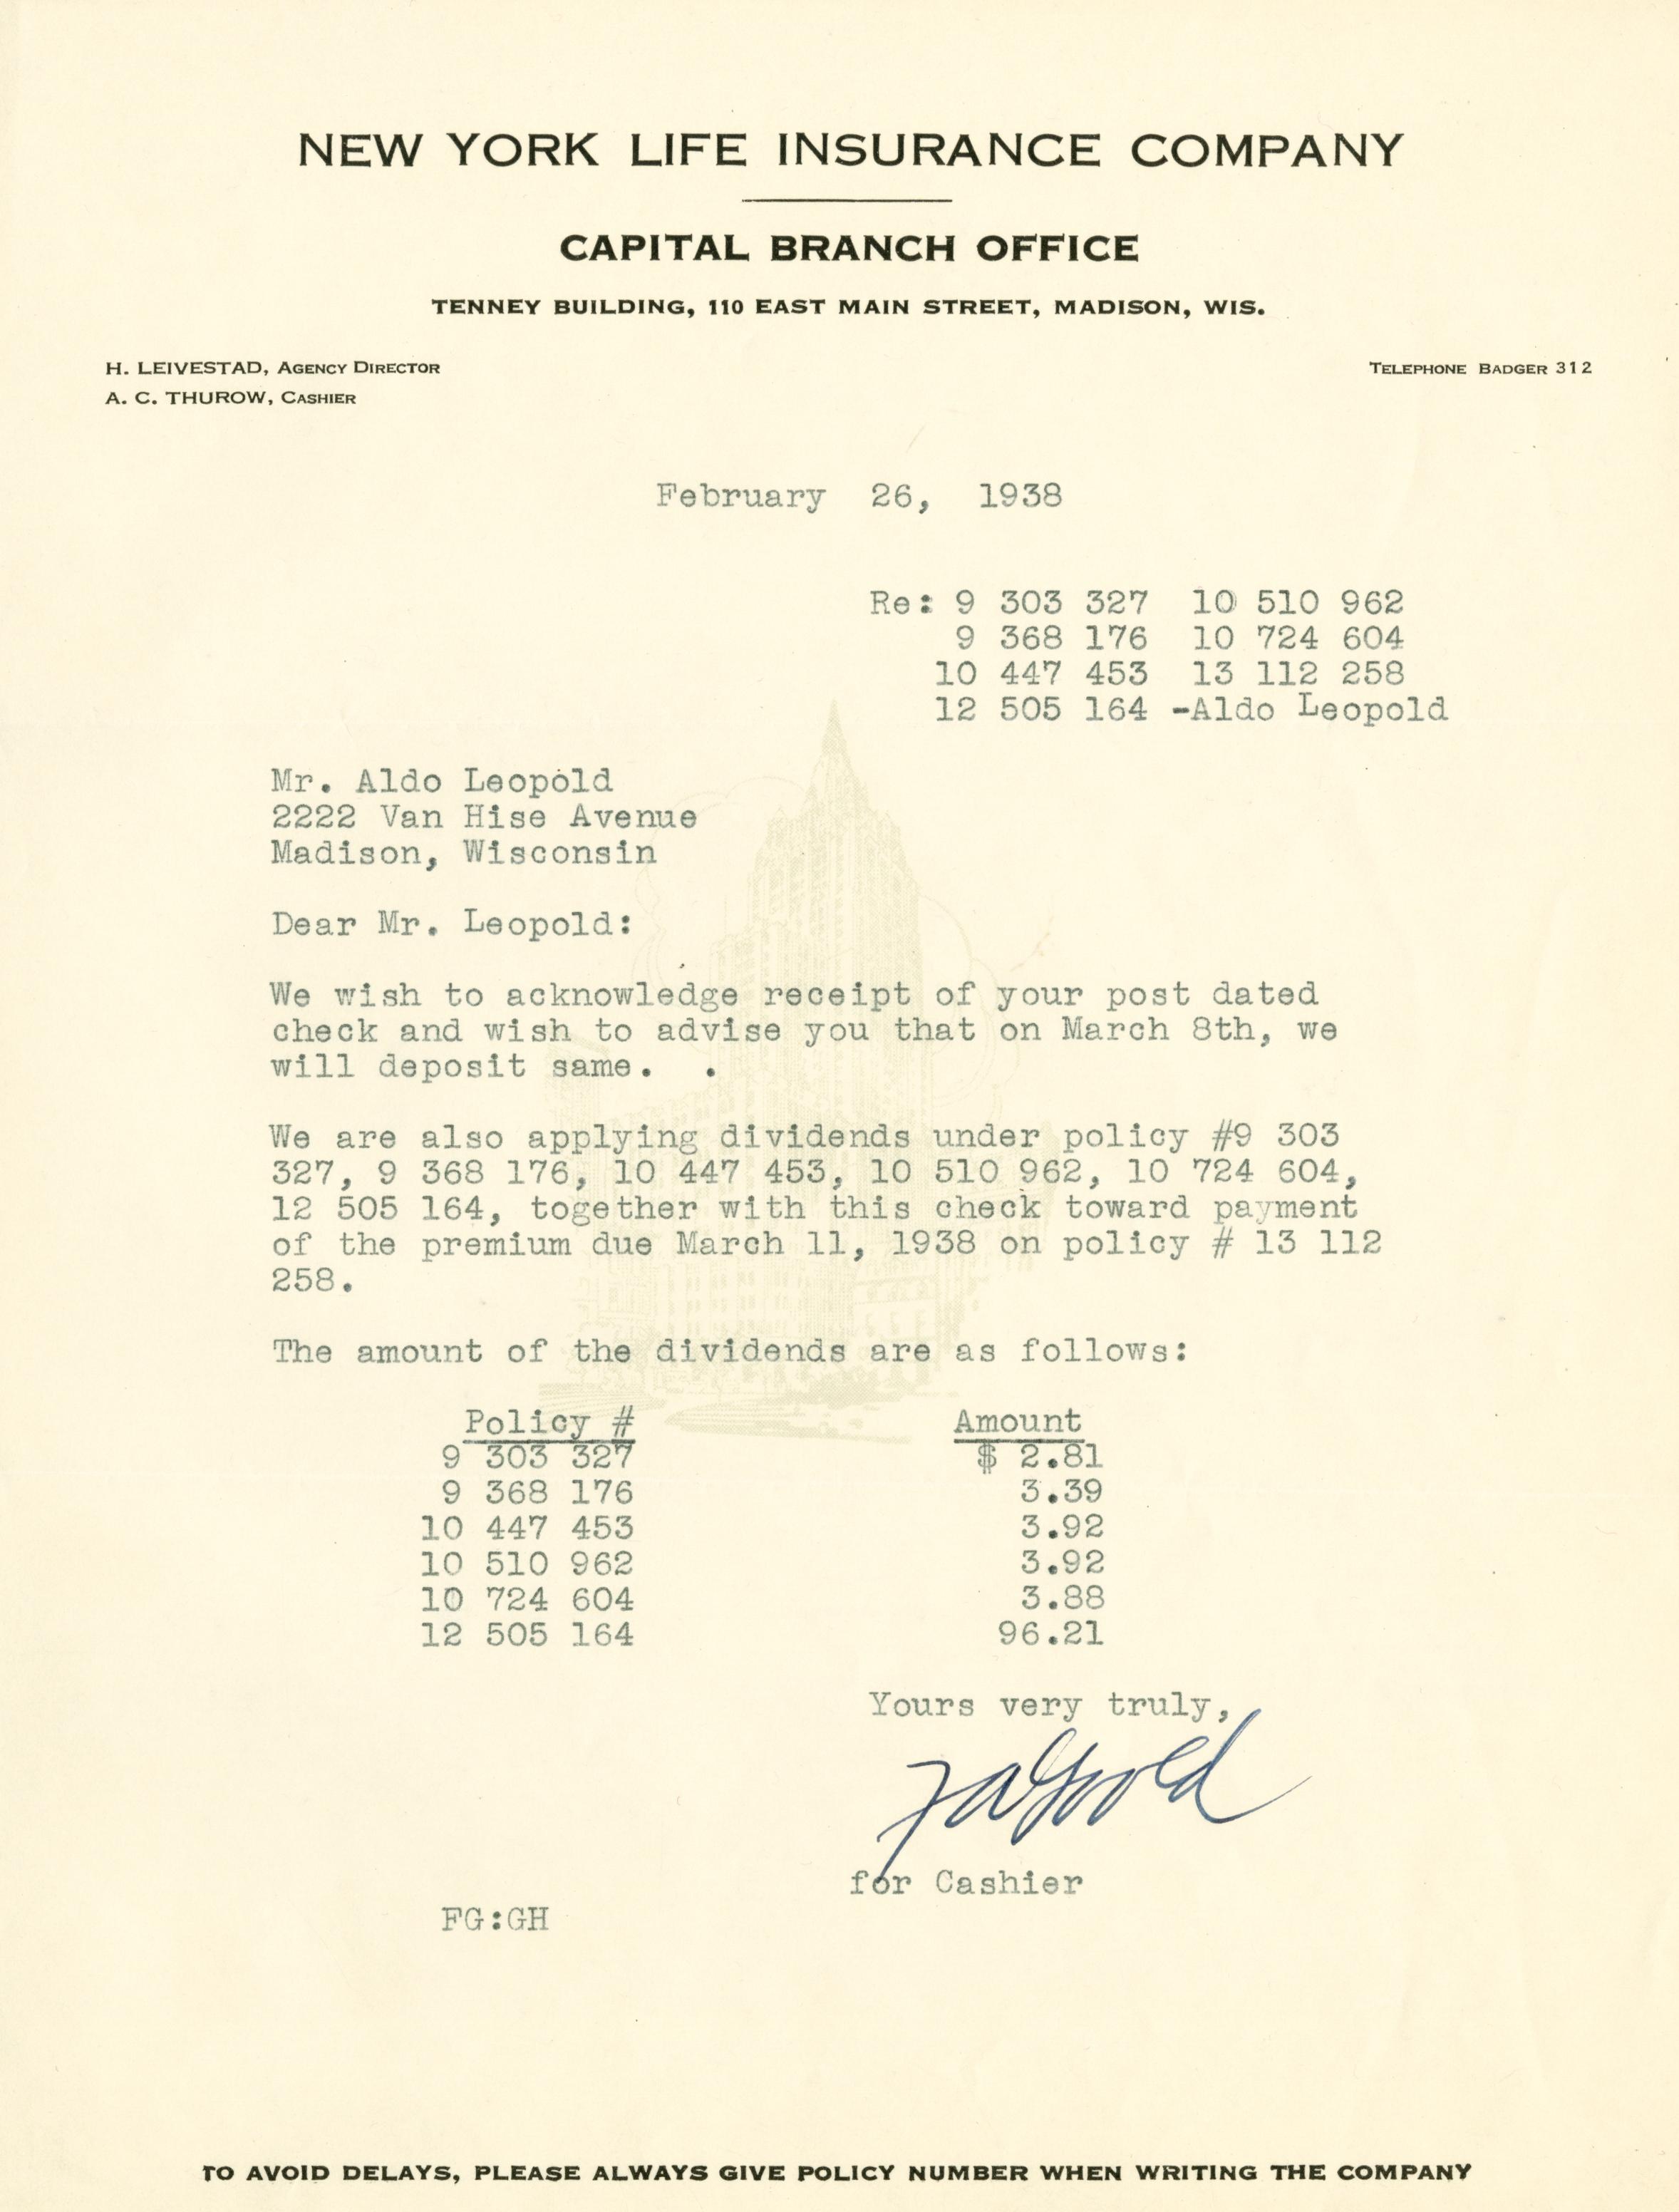 NEW YORK LIFE INSURANCE COMPANY
CAPITAL BRANCH OFFICE
TENNEY BUILDING, 110 EAST MAIN STREET, MADISON, WIS.
H. LEIVESTAD, AGENCY DIRECTOR
A. C. THUROW, CASHIER
TELEPHONE BADGER 312
February 26, 1938
Re: 9 303 327 10 510 962
9 368 176 10 724 604
10 447 453 13 112 258
12 505 164 -Aldo Leopold
Mr. Aldo Leopold
2222 Van Hise Avenue
Madison, Wisconsin
Dear Mr. Leopold:
We wish to acknowledge receipt of your post dated
check and wish to advise you that on March 8th, we
will deposit same. .
We are also applying dividends under policy #9 303
327, 9 368 176, 10 447 453, 10 510 962, 10 724 604,
12 505 164, together with this check toward payment
of the premium due March 11, 1938 on policy # 13 112
258.
The amount of the dividends are as follows:
Policy # Amount
9 303 327 $ 2.81
9 368 176 3.39
10 447 453 3.92
10 510 962 3.92
10 724 604 3.88
12 505 164 96.21
Yours very truly,
for Cashier
FG:GH
TO AVOID DELAYS, PLEASE ALWAYS GIVE POLICY NUMBER WHEN WRITING THE COMPANY